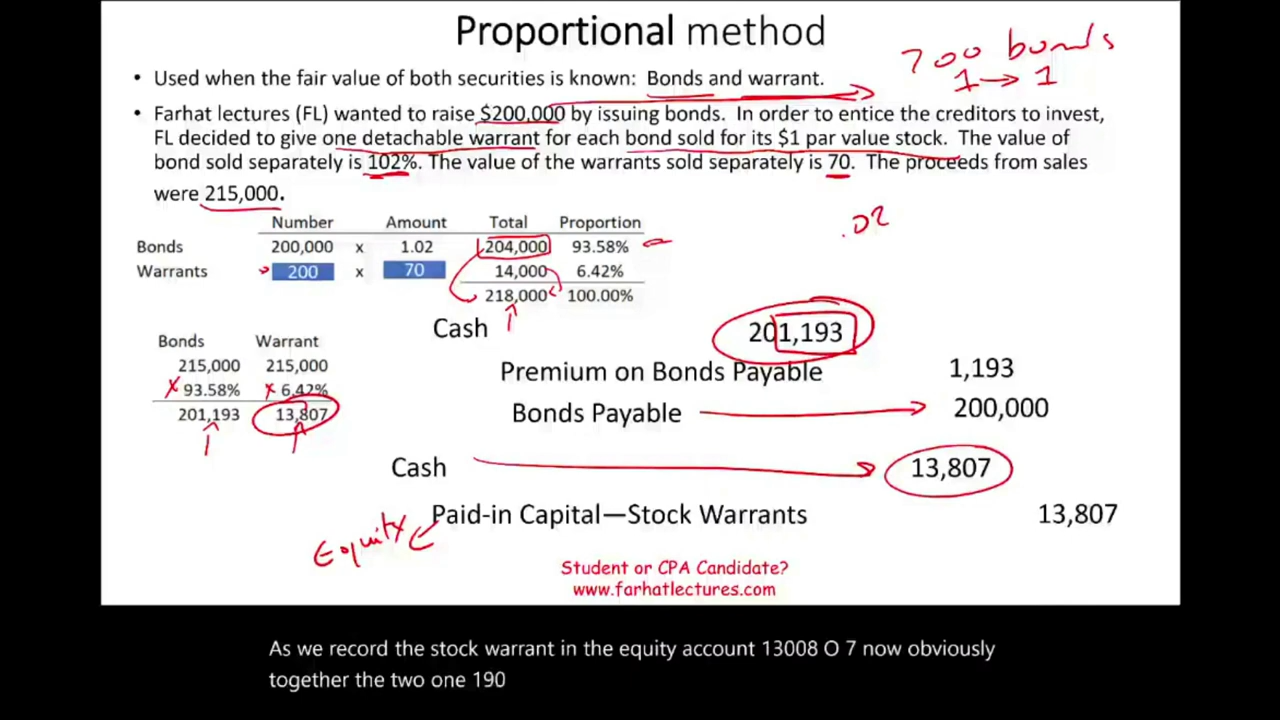 Proportional method
700 bonds
1 → 1
• Used when the fair value of both securities is known: Bonds and warrant.
• Farhat lectures (FL) wanted to raise $200,000 by issuing bonds. In order to entice the creditors to invest,
FL decided to give one detachable warrant for each bond sold for its $1 par value stock. The value of
bond sold separately is 102%. The value of the warrants sold separately is 70. The proceeds from sales
were 215,000.
Number Amount Total Proportion
Bonds 200,000 x 1.02 204,000 93.58%
Warrants 200 x 70 14,000 6.42%
218,000 100.00%
.02
Cash 201,193
Bonds Warrant
215,000 215,000
x 93.58% x 6.42%
201,193 13,807
Premium on Bonds Payable 1,193
Bonds Payable 200,000
Cash 13,807
Paid-in Capital—Stock Warrants 13,807
Equity
Student or CPA Candidate?
www.farhatlectures.com
As we record the stock warrant in the equity account 13008 O 7 now obviously
together the two one 190